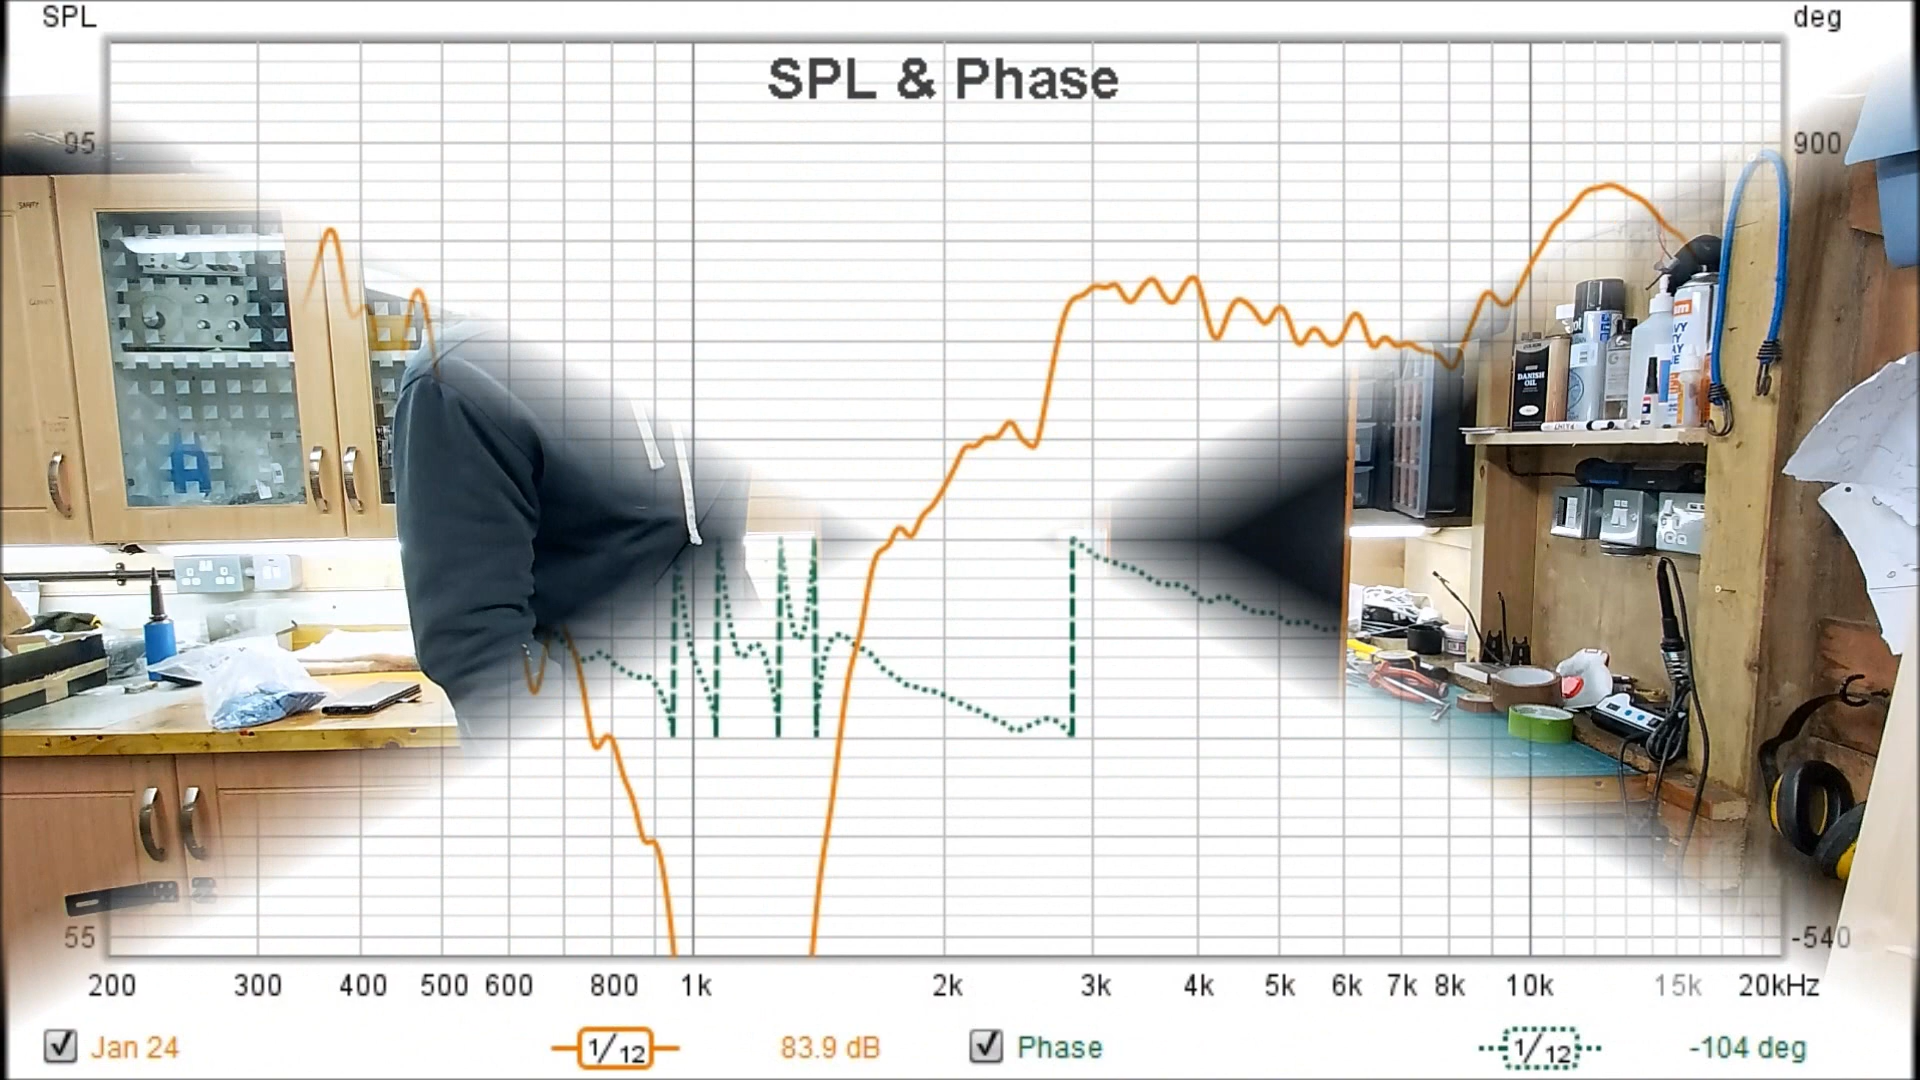 SPL
deg
SPL & Phase
95
900
SAFETY
DANISH
OIL
55
-540
200
300
400
500
600
800
1k
2k
3k
4k
5k
6k
7k
8k
10k
15k
20kHz
Jan 24
1/12
83.9 dB
Phase
1/12
-104 deg